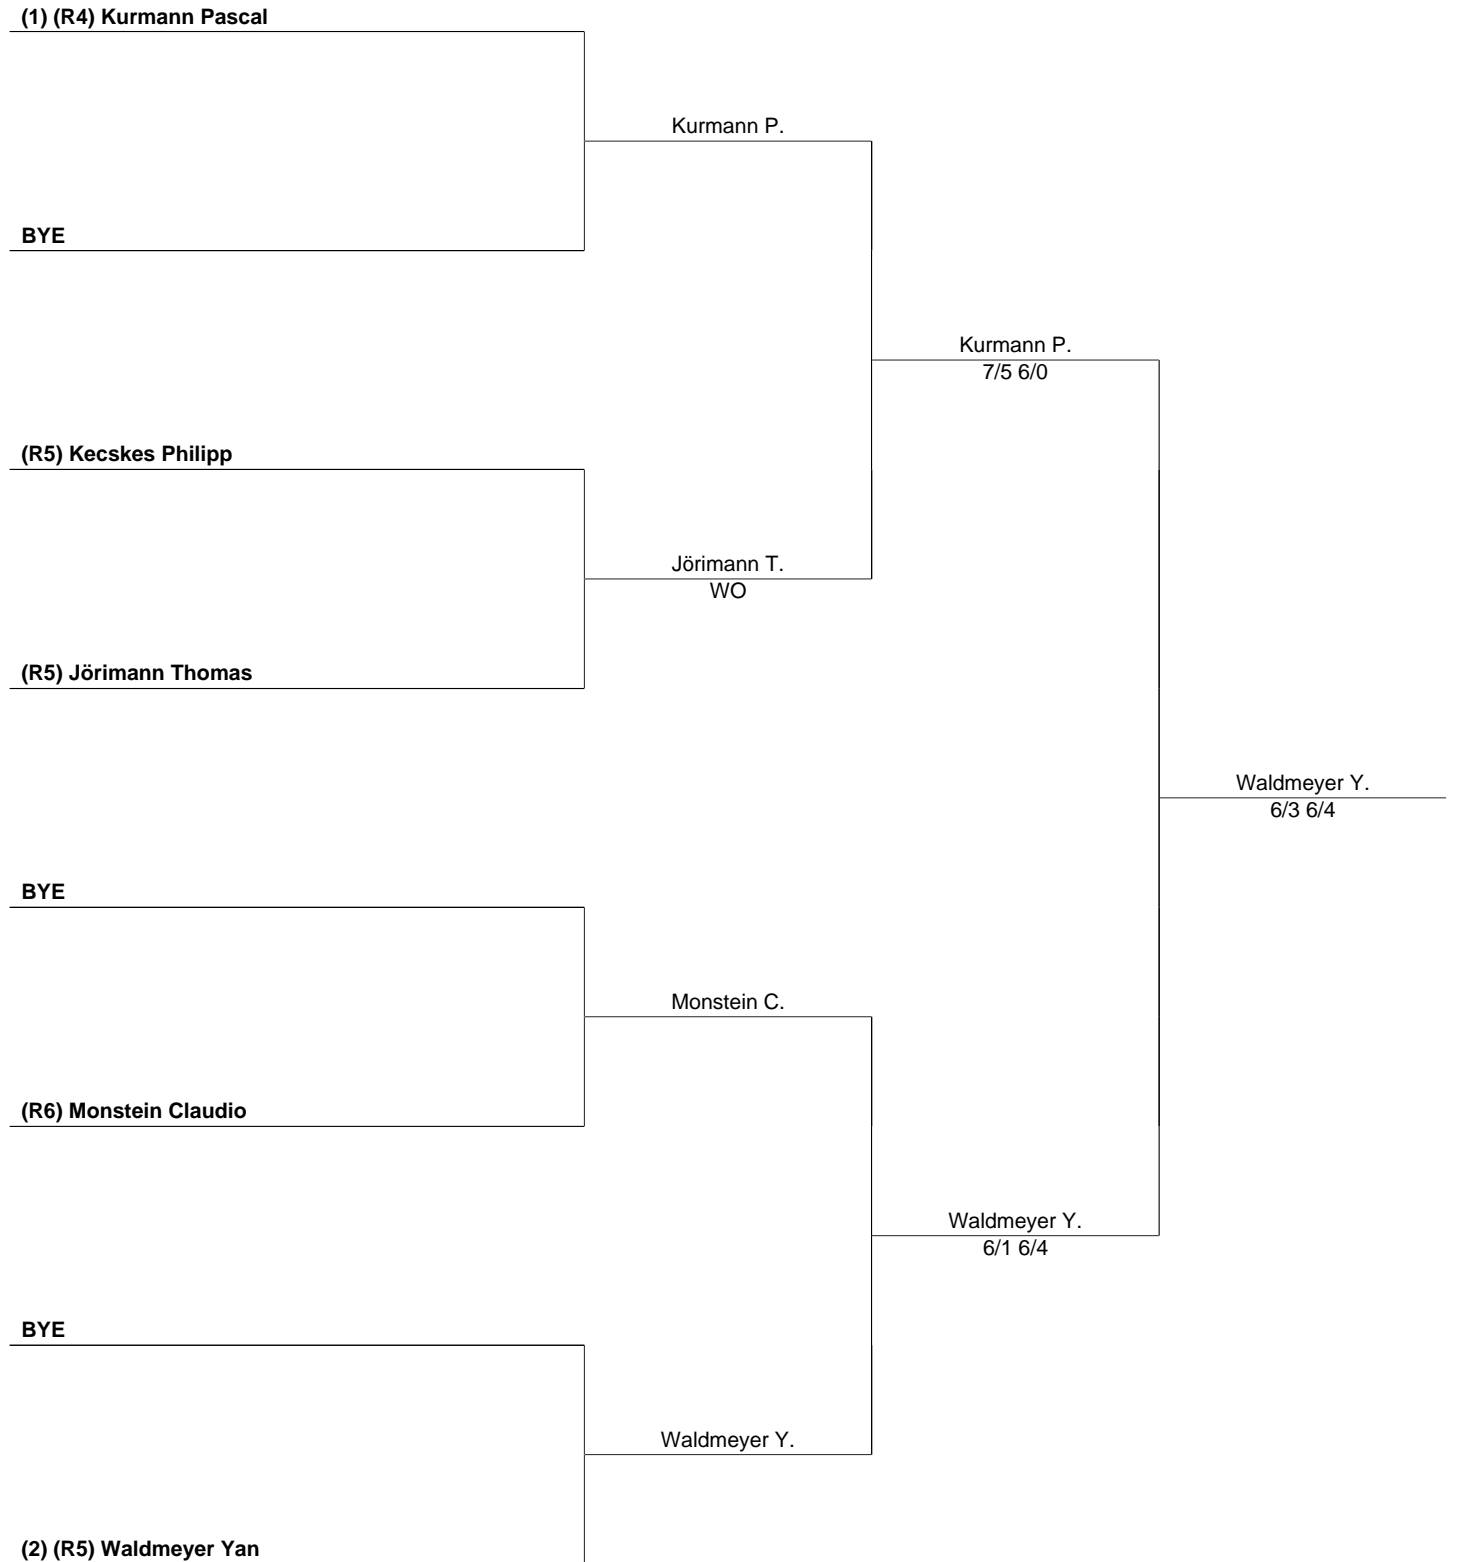 (1) (R4) Kurmann Pascal
Kurmann P.
BYE
Kurmann P.
7/5 6/0
(R5) Kecskes Philipp
Jörimann T.
WO
(R5) Jörimann Thomas
Waldmeyer Y.
6/3 6/4
BYE
Monstein C.
(R6) Monstein Claudio
Waldmeyer Y.
6/1 6/4
BYE
Waldmeyer Y.
(2) (R5) Waldmeyer Yan